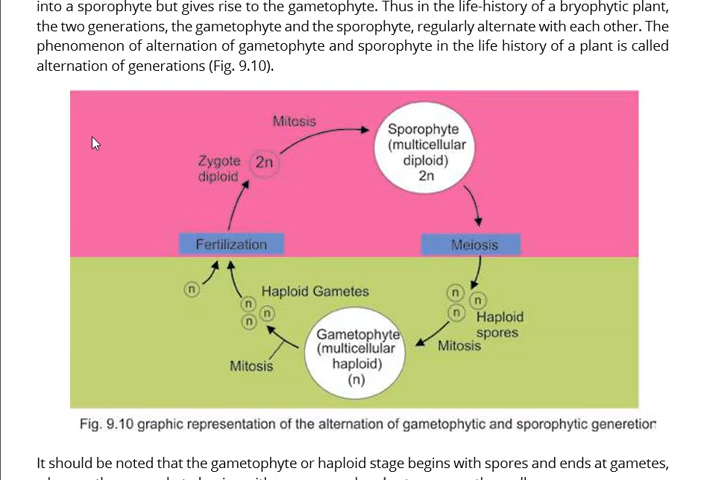 into a sporophyte but gives rise to the gametophyte. Thus in the life-history of a bryophytic plant,
the two generations, the gametophyte and the sporophyte, regularly alternate with each other. The
phenomenon of alternation of gametophyte and sporophyte in the life history of a plant is called
alternation of generations (Fig. 9.10).
Mitosis
Sporophyte
(multicellular
diploid)
2n
Zygote
diploid
2n
Fertilization
Meiosis
n
Haploid Gametes
n
n
n
n
n
n
Haploid
spores
Mitosis
Gametophyte
(multicellular
haploid)
(n)
Mitosis
Fig. 9.10 graphic representation of the alternation of gametophytic and sporophytic generetior
It should be noted that the gametophyte or haploid stage begins with spores and ends at gametes,